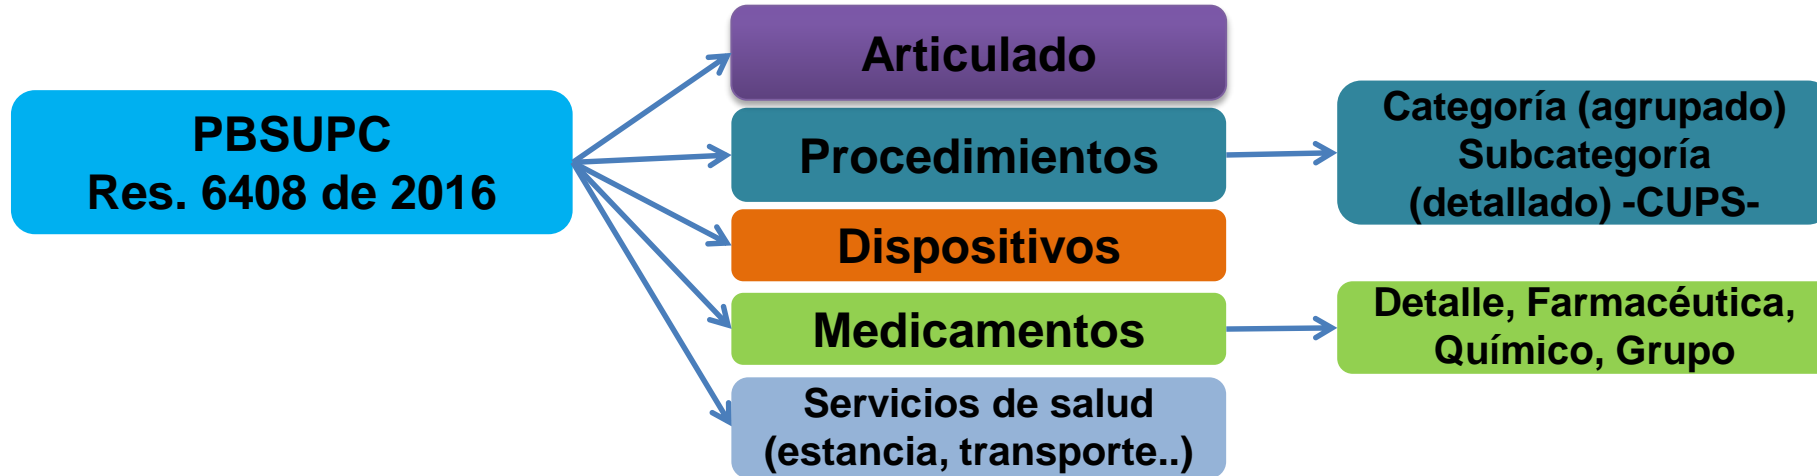 PBSUPC
Res. 6408 de 2016
Articulado
Procedimientos
Dispositivos
Medicamentos
Servicios de salud
(estancia, transporte..)
Categoría (agrupado)
Subcategoría
(detallado) -CUPS-
Detalle, Farmacéutica,
Químico, Grupo